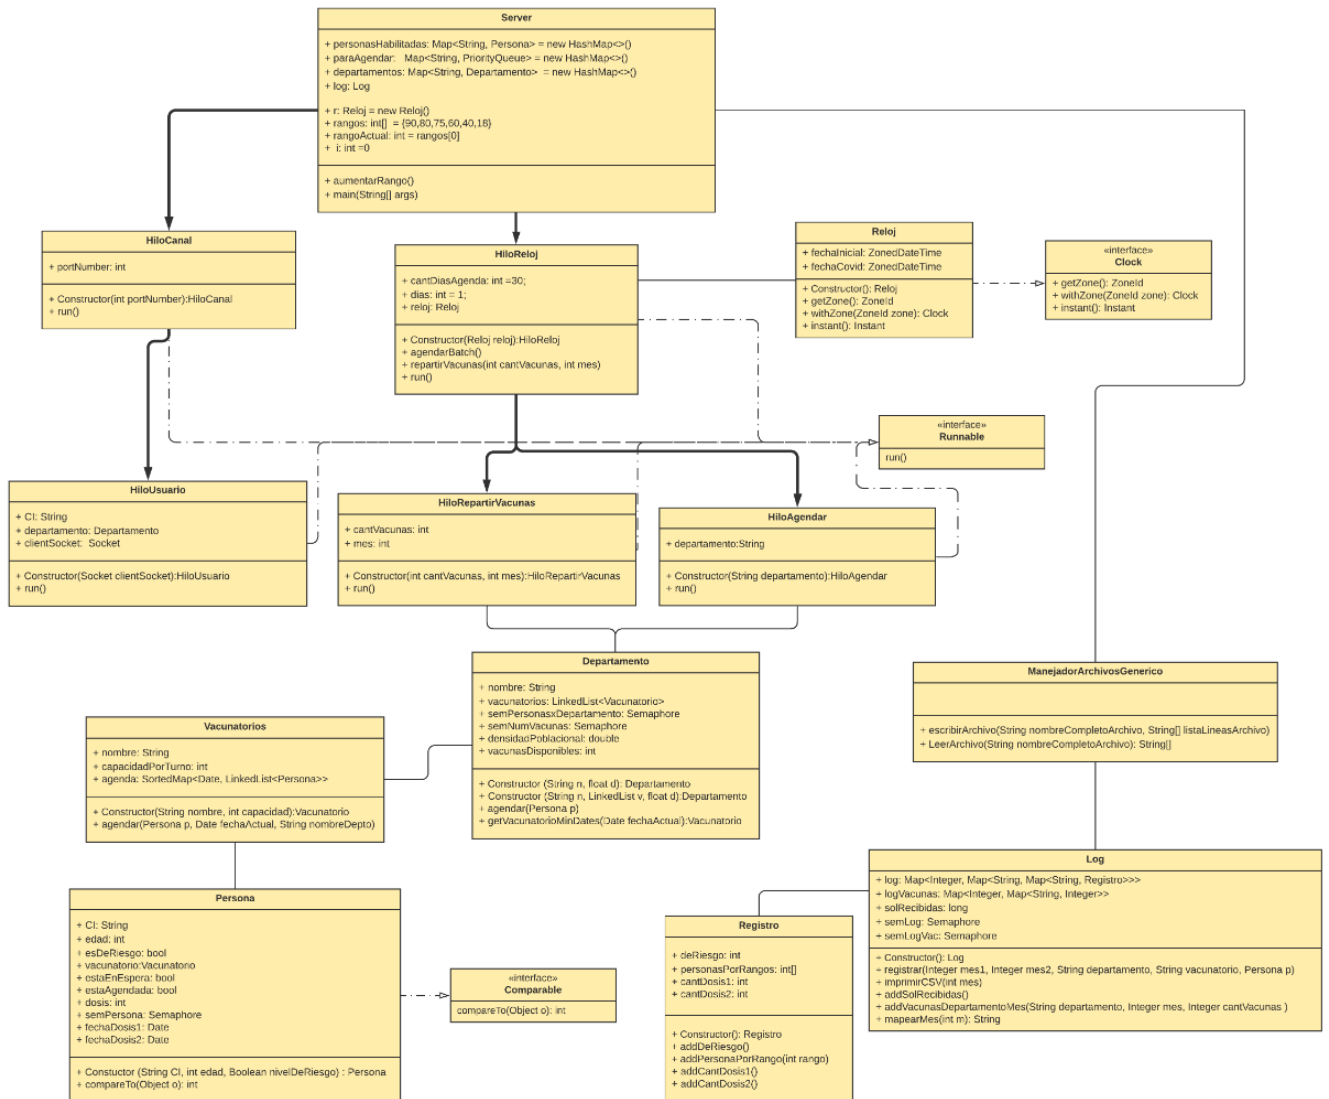 Server
+ personasHabilitadas: Map<String, Persona> = new HashMap<>()
+ paraAgendar:   Map<String, PriorityQueue> = new HashMap<>()
+ departamentos: Map<String, Departamento>  = new HashMap<>()
+ log: Log
+ r: Reloj = new Reloj()
+ rangos: int[]  = {90,80,75,60,40,18}
+ rangoActual: int = rangos[0]
+  i: int =0
+ aumentarRango()
+ main(String[] args)
HiloCanal
+ portNumber: int
+ Constructor(int portNumber):HiloCanal
+ run()
HiloReloj
+ cantDiasAgenda: int =30;
+ dias: int = 1;
+ reloj: Reloj
+ Constructor(Reloj reloj):HiloReloj
+ agendarBatch()
+ repartirVacunas(int cantVacunas, int mes)
+ run()
Reloj
+ fechaInicial: ZonedDateTime
+ fechaCovid: ZonedDateTime
+ Constructor(): Reloj
+ getZone(): ZoneId
+ withZone(ZoneId zone): Clock
+ instant(): Instant
«interface»
Clock
+ getZone(): ZoneId
+ withZone(ZoneId zone): Clock
+ instant(): Instant
«interface»
Runnable
run()
HiloUsuario
+ CI: String
+ departamento: Departamento
+ clientSocket:  Socket
+ Constructor(Socket clientSocket):HiloUsuario
+ run()
HiloRepartirVacunas
+ cantVacunas: int
+ mes: int
+ Constructor(int cantVacunas, int mes):HiloRepartirVacunas
+ run()
HiloAgendar
+ departamento:String
+ Constructor(String departamento):HiloAgendar
+ run()
Departamento
+ nombre: String
+ vacunatorios: LinkedList<Vacunatorio>
+ semPersonasxDepartamento: Semaphore
+ semNumVacunas: Semaphore
+ densidadPoblacional: double
+ vacunasDisponibles: int
+ Constructor (String n, float d): Departamento
+ Constructor (String n, LinkedList v, float d):Departamento
+ agendar(Persona p)
+ getVacunatorioMinDates(Date fechaActual):Vacunatorio
ManejadorArchivosGenerico
+ escribirArchivo(String nombreCompletoArchivo, String[] listaLineasArchivo)
+ LeerArchivo(String nombreCompletoArchivo): String[]
Vacunatorios
+ nombre: String
+ capacidadPorTurno: int
+ agenda: SortedMap<Date, LinkedList<Persona>>
+ Constructor(String nombre, int capacidad):Vacunatorio
+ agendar(Persona p, Date fechaActual, String nombreDepto)
Persona
+ CI: String
+ edad: int
+ esDeRiesgo: bool
+ vacunatorio:Vacunatorio
+ estaEnEspera: bool
+ estaAgendada: bool
+ dosis: int
+ semPersona: Semaphore
+ fechaDosis1: Date
+ fechaDosis2: Date
+ Constuctor (String CI, int edad, Boolean nivelDeRiesgo) : Persona
+ compareTo(Object o): int
«interface»
Comparable
compareTo(Object o): int
Registro
+ deRiesgo: int
+ personasPorRangos: int[]
+ cantDosis1: int
+ cantDosis2: int
+ Constructor(): Registro
+ addDeRiesgo()
+ addPersonaPorRango(int rango)
+ addCantDosis1()
+ addCantDosis2()
Log
+ log: Map<Integer, Map<String, Map<String, Registro>>>
+ logVacunas: Map<Integer, Map<String, Integer>>
+ solRecibidas: long
+ semLog: Semaphore
+ semLogVac: Semaphore
+ Constructor(): Log
+ registrar(Integer mes1, Integer mes2, String departamento, String vacunatorio, Persona p)
+ imprimirCSV(int mes)
+ addSolRecibidas()
+ addVacunasDepartamentoMes(String departamento, Integer mes, Integer cantVacunas )
+ mapearMes(int m): String